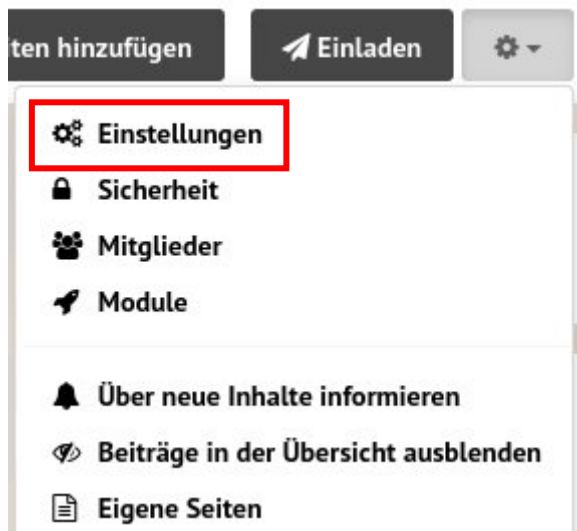 ten hinzufügen Einladen
Einstellungen
Sicherheit
Mitglieder
Module
Über neue Inhalte informieren
Beiträge in der Übersicht ausblenden
Eigene Seiten